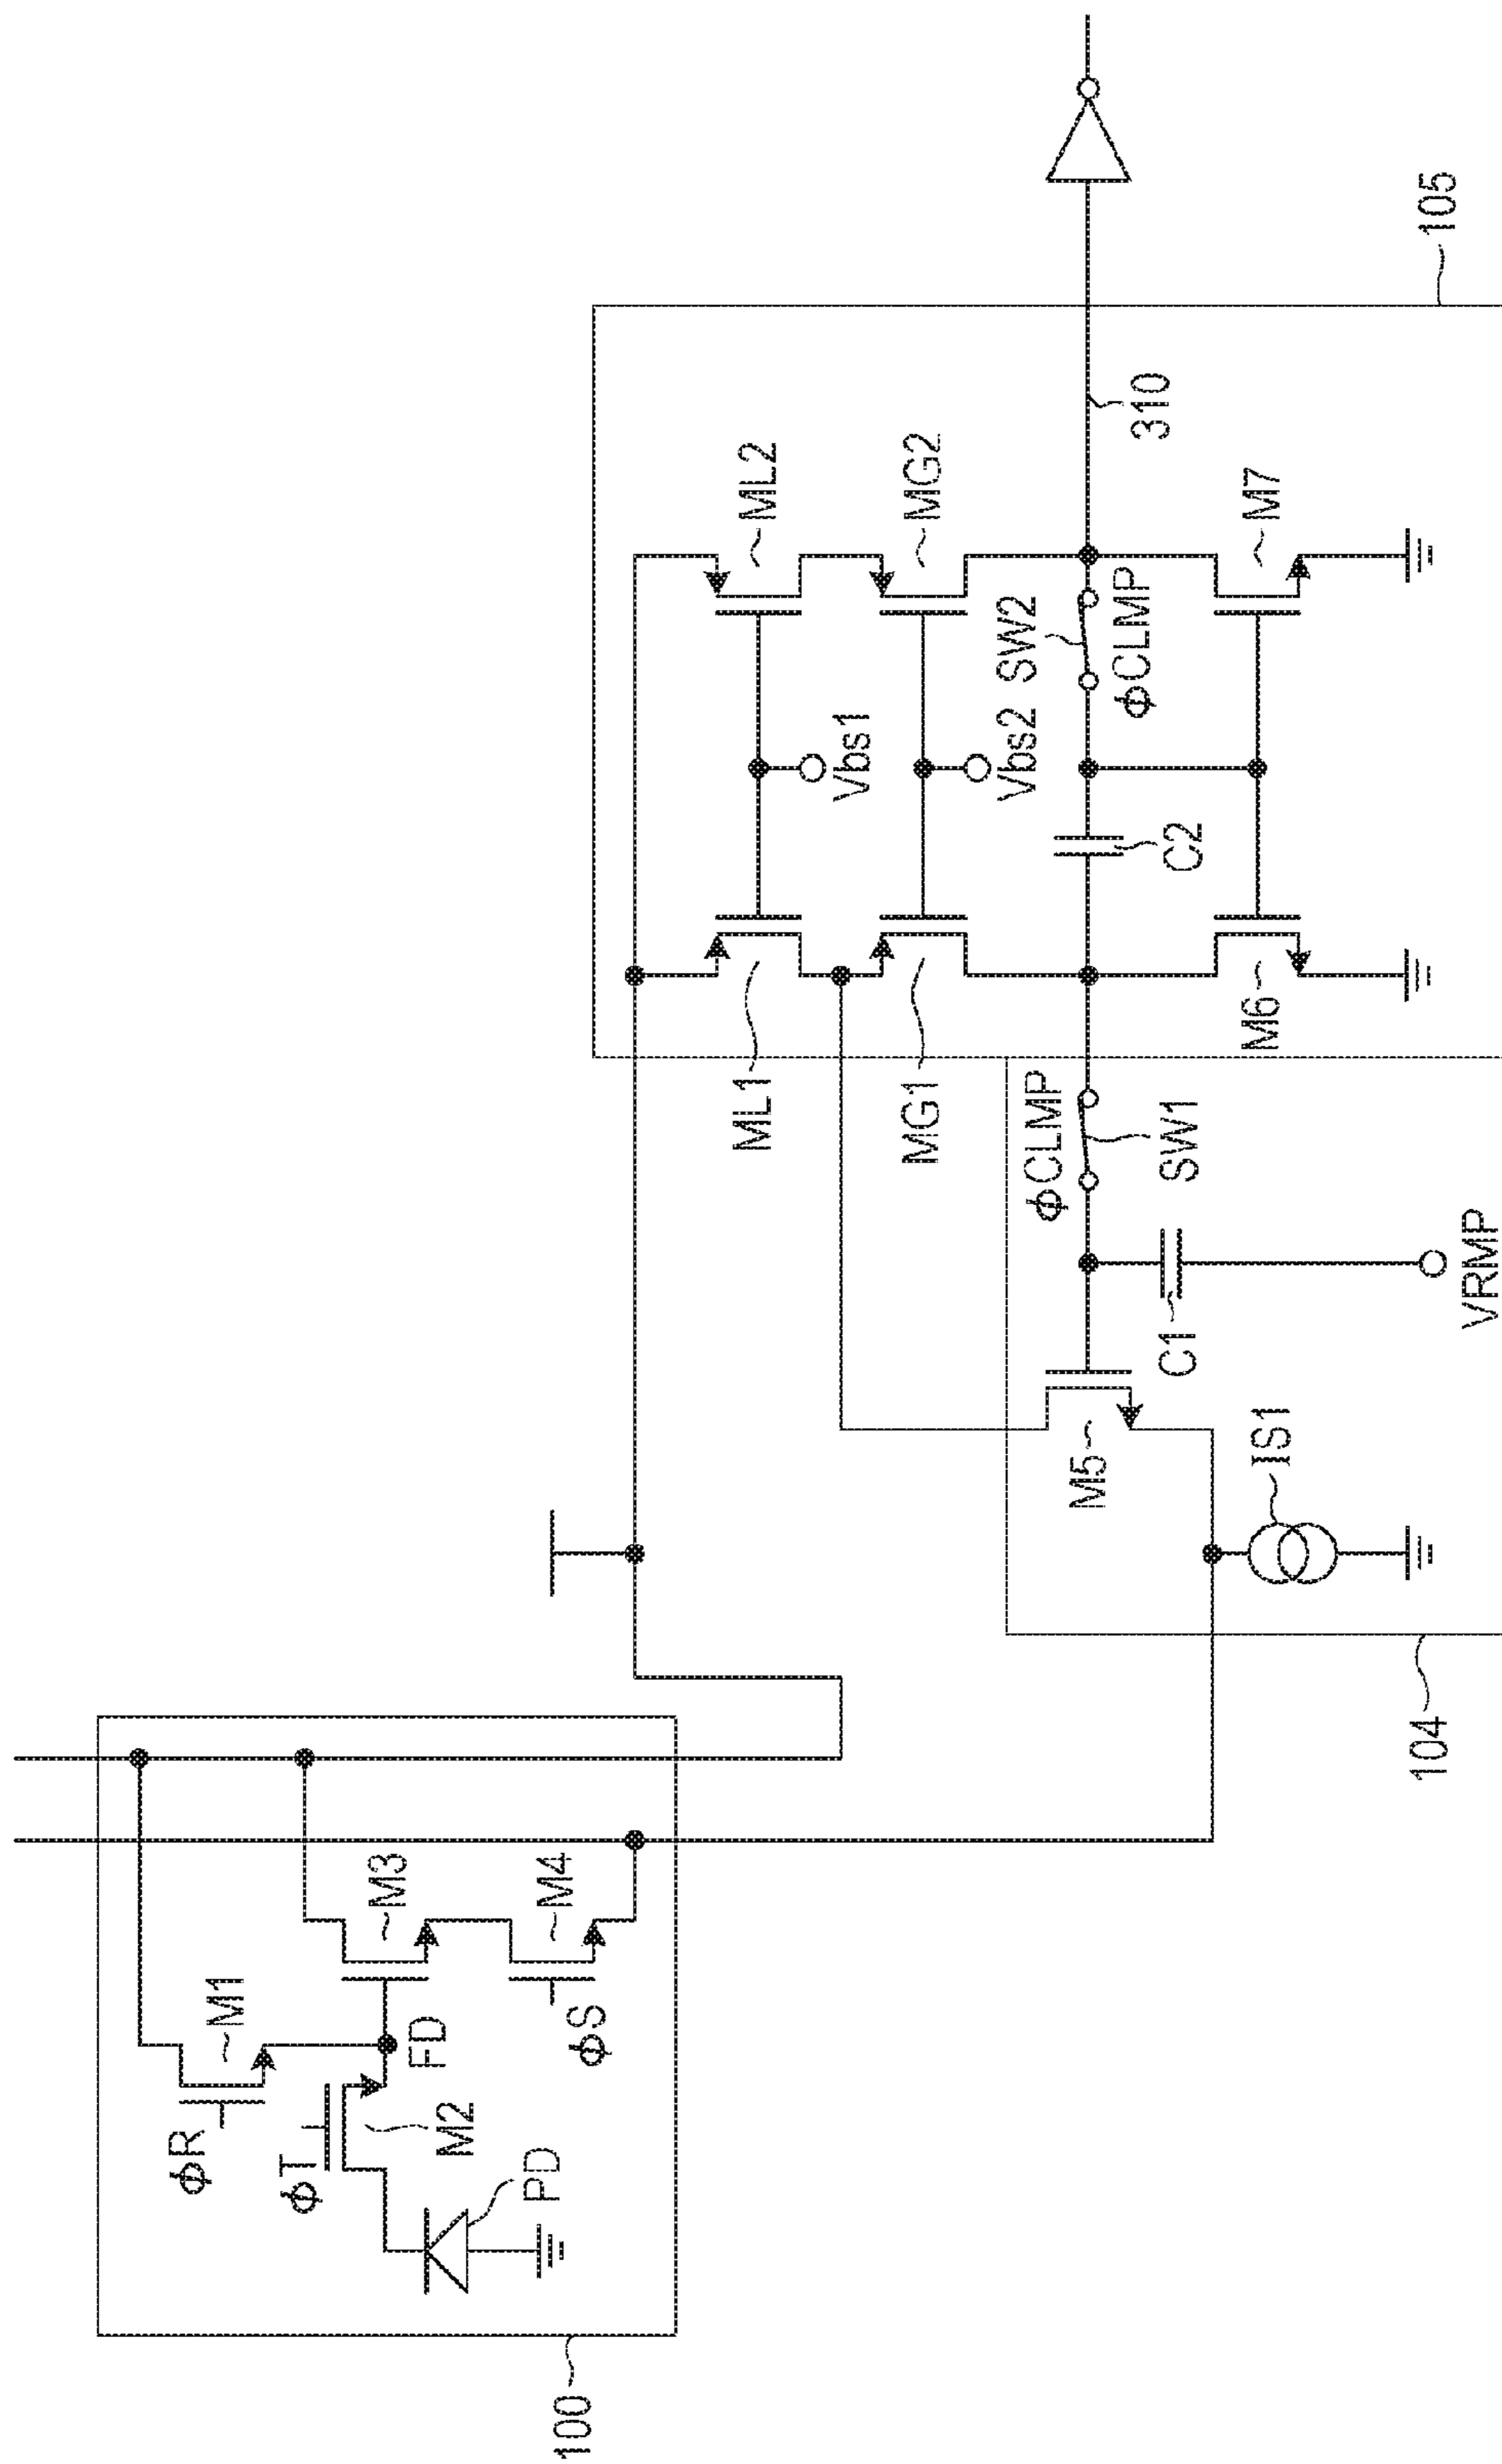 100
φR
M1
φT
M2
FD
PD
M3
M4
φS
104
IS1
M5
C1
VRMP
φCLMP
SW1
ML1
MG1
M6
Vbs1
Vbs2
C2
SW2
φCLMP
ML2
MG2
M7
310
105